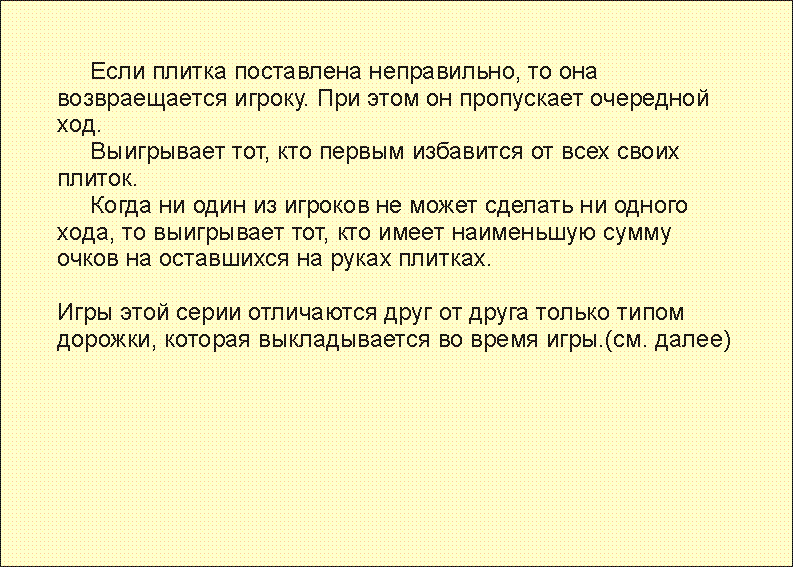 Если плитка поставлена неправильно, то она
возвраещается игроку. При этом он пропускает очередной
ход.
Выигрывает тот, кто первым избавится от всех своих
плиток.
Когда ни один из игроков не может сделать ни одного
хода, то выигрывает тот, кто имеет наименьшую сумму
очков на оставшихся на руках плитках.
Игры этой серии отличаются друг от друга только типом
дорожки, которая выкладывается во время игры.(см. далее)